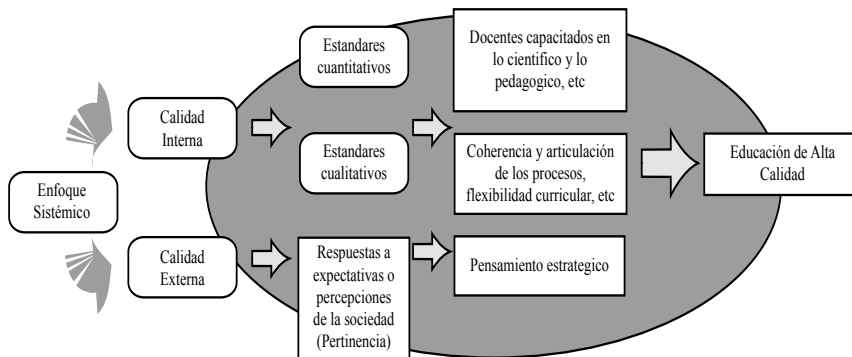 Enfoque
Sistémico
Calidad
Interna
Calidad
Externa
Estandares
cuantitativos
Estandares
cualitativos
Respuestas a
expectativas o
percepciones
de la sociedad
(Pertinencia)
Docentes capacitados en
lo científico y lo
pedagogico, etc
Coherencia y articulación
de los procesos,
flexibilidad curricular, etc
Pensamiento estrategico
Educación de Alta
Calidad